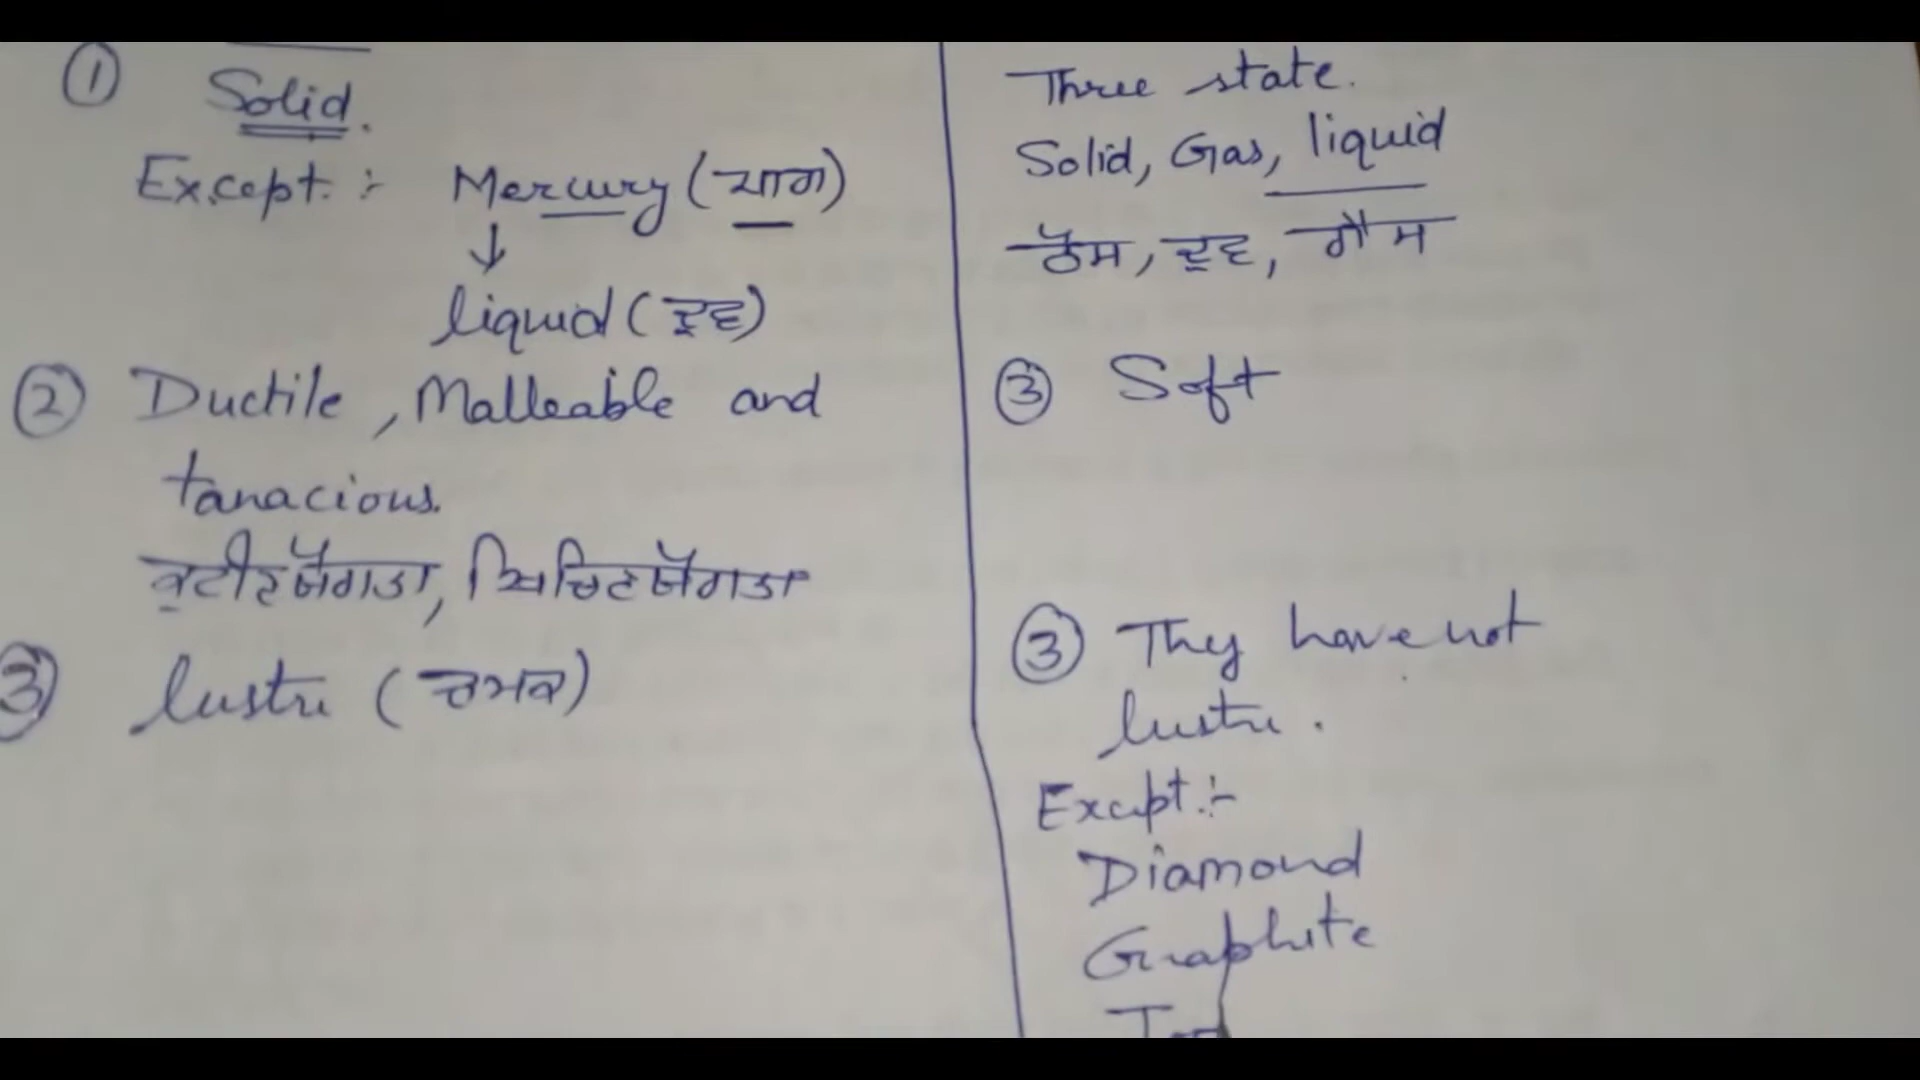 ① Solid.
Except :- Mercury (ਪਾਰਾ)
↓
liquid (ਦ੍ਰਵ)
② Ductile, Malleable and
tanacious.
ਕੁਟੀਣਯੋਗਤਾ, ਖਿਚਿਣਯੋਗਤਾ
③ lustre (ਚਮਕ)
Three state.
Solid, Gas, liquid
ਠੋਸ, ਦ੍ਰਵ, ਗੈਸ
③ Soft
③ They have not
lustre.
Except :-
Diamond
Graphite